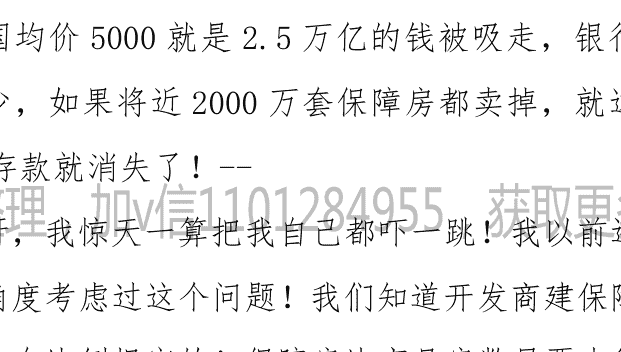 国均价 5000 就是 2.5 万亿的钱被吸走，银行
少，如果将近 2000 万套保障房都卖掉，就这
存款就消失了！--
整理 加v信1101284955 获取更多
，我惊天一算把我自己都吓一跳！我以前这
角度考虑过这个问题！我们知道开发商建保障